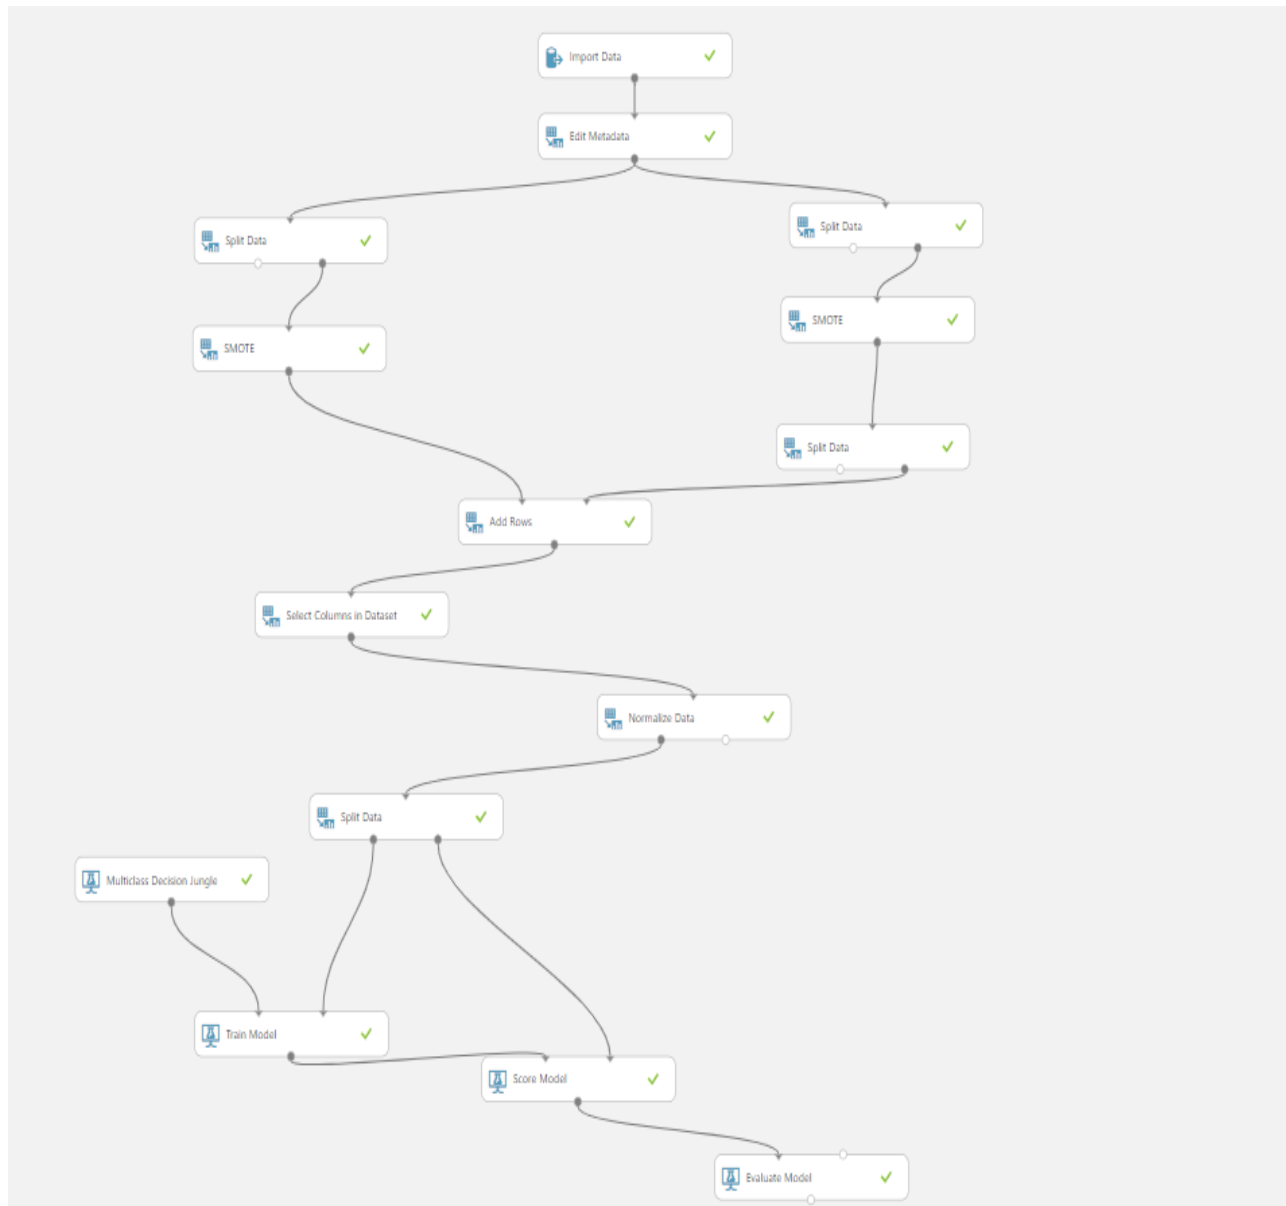 Import Data
Edit Metadata
Split Data
Split Data
SMOTE
SMOTE
Split Data
Add Rows
Select Columns in Dataset
Normalize Data
Split Data
Multiclass Decision Jungle
Train Model
Score Model
Evaluate Model